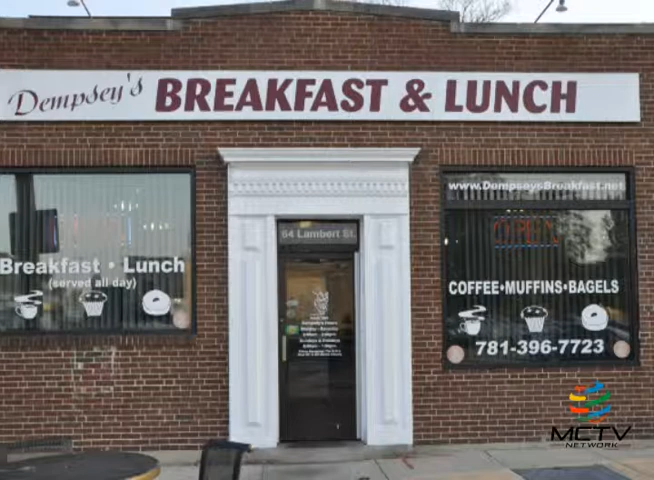 Dempsey's BREAKFAST & LUNCH
www.DempseysBreakfast.net
64 Lambert St.
OPEN
Breakfast • Lunch
(served all day)
COFFEE•MUFFINS•BAGELS
781-396-7723
MCTV
NETWORK